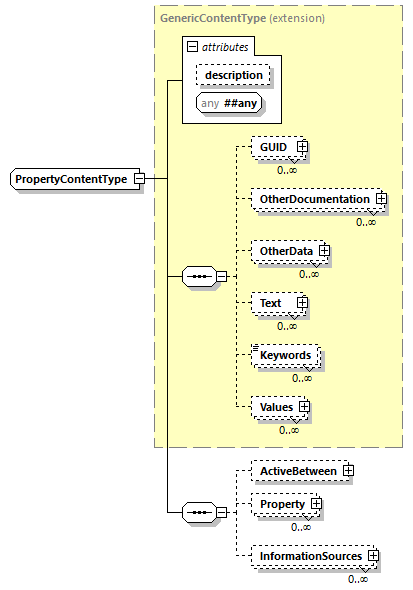 GenericContentType (extension)
attributes
description
any ##any
PropertyContentType
GUID
0..∞
OtherDocumentation
0..∞
OtherData
0..∞
Text
0..∞
Keywords
0..∞
Values
0..∞
ActiveBetween
Property
0..∞
InformationSources
0..∞